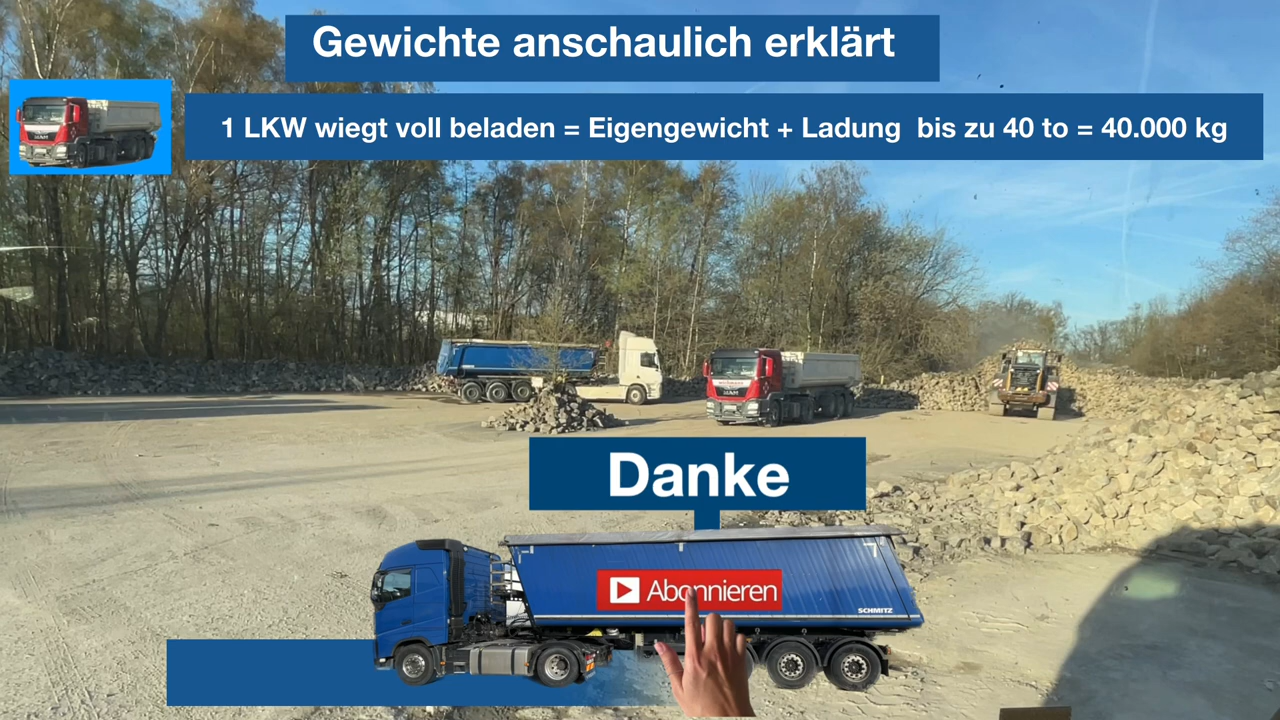 Gewichte anschaulich erklärt
1 LKW wiegt voll beladen = Eigengewicht + Ladung bis zu 40 to = 40.000 kg
MAN
Danke
Abonnieren
SCHMITZ